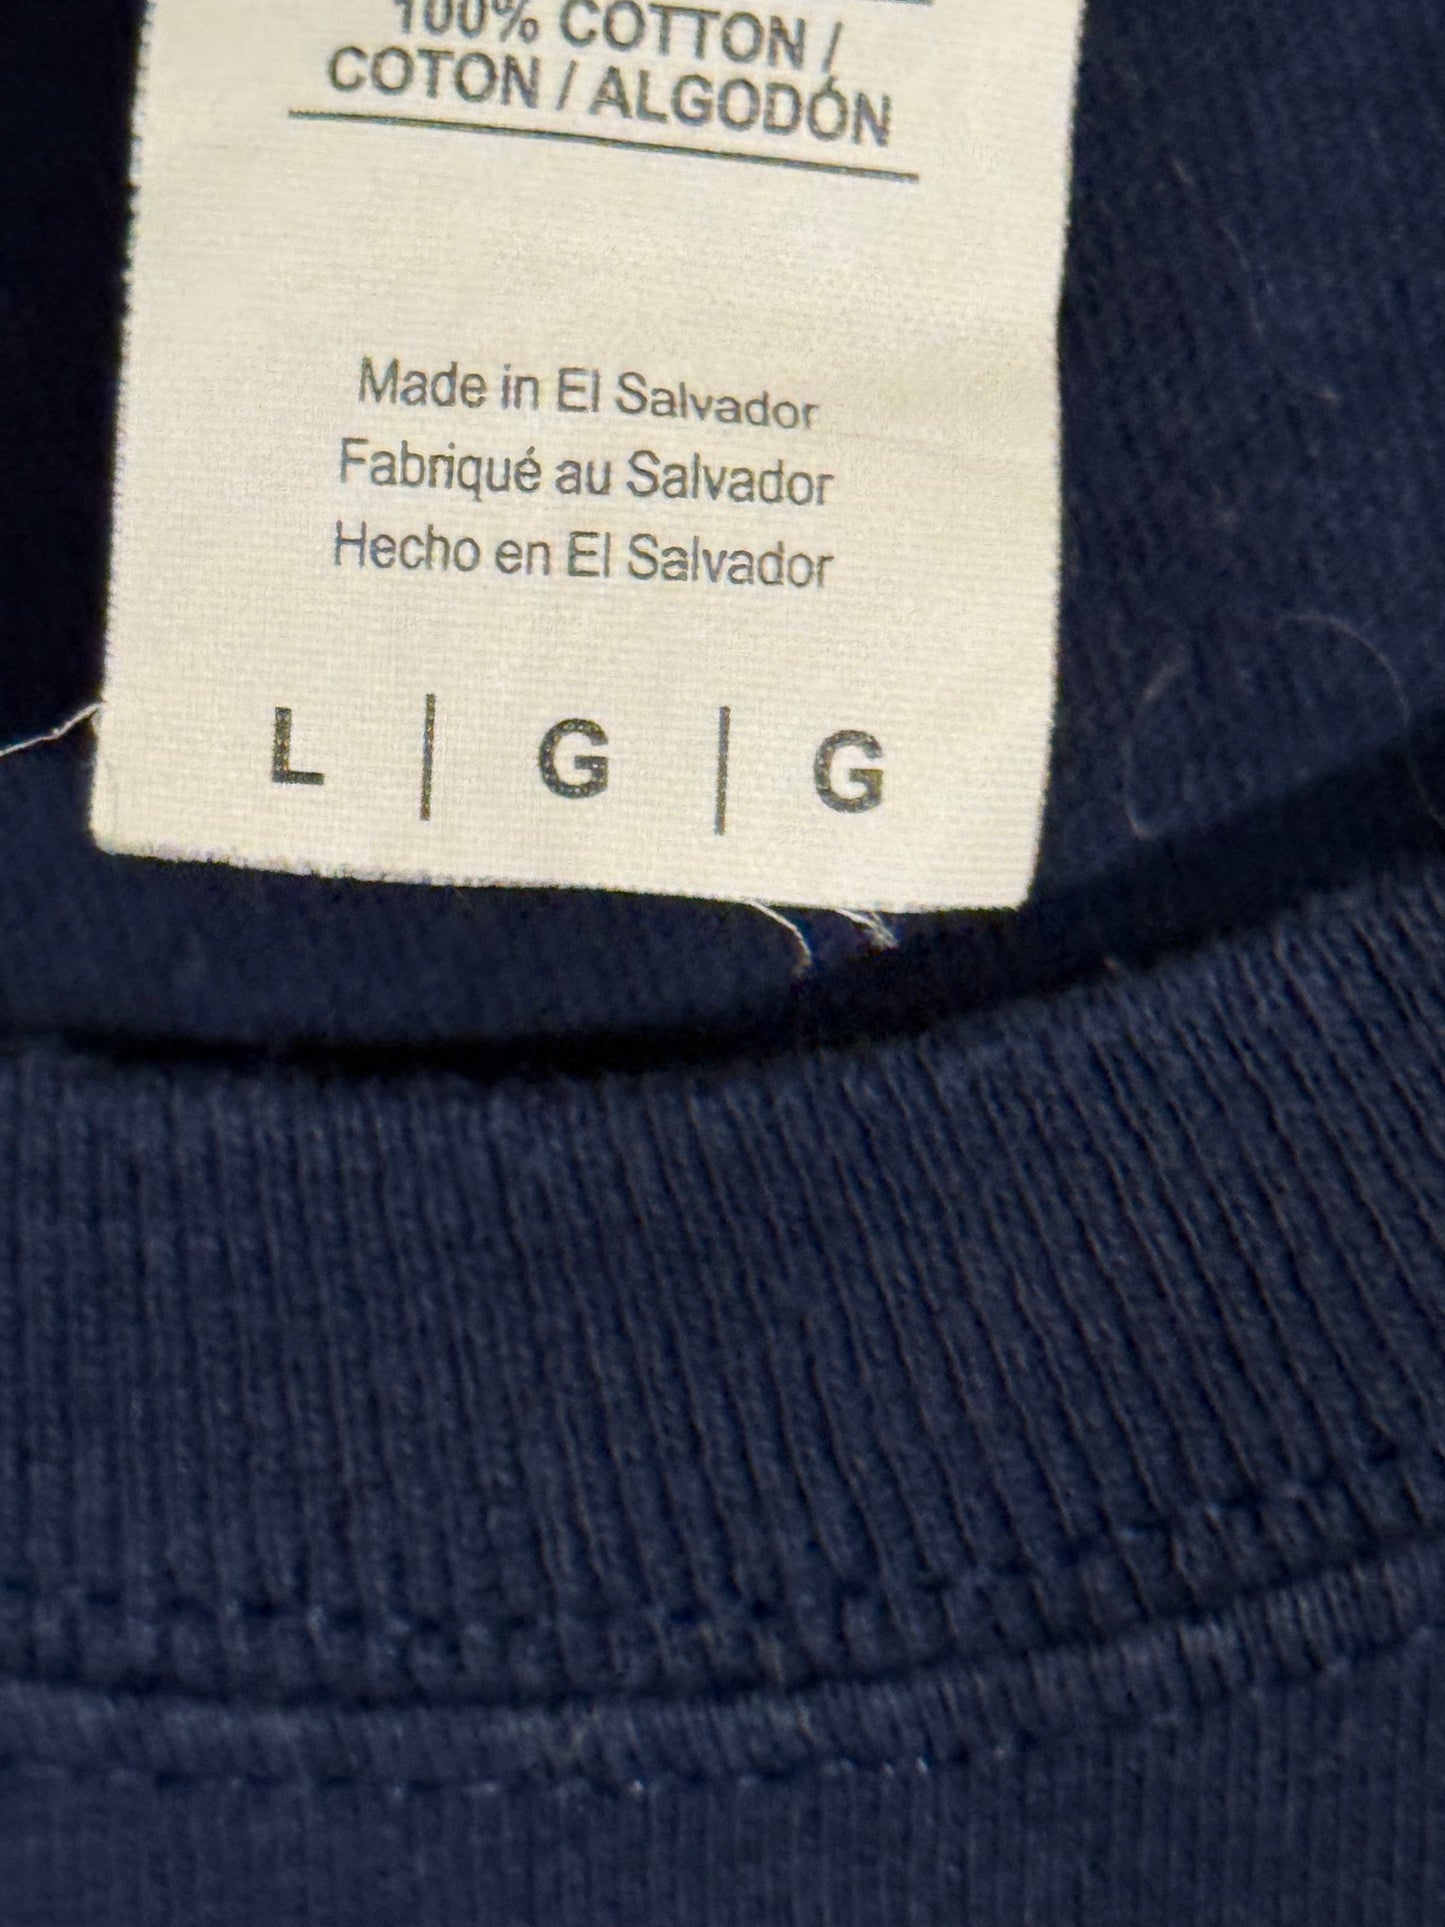 100% COTTON /
COTON / ALGODÓN
Made in El Salvador
Fabriqué au Salvador
Hecho en El Salvador
L | G | G